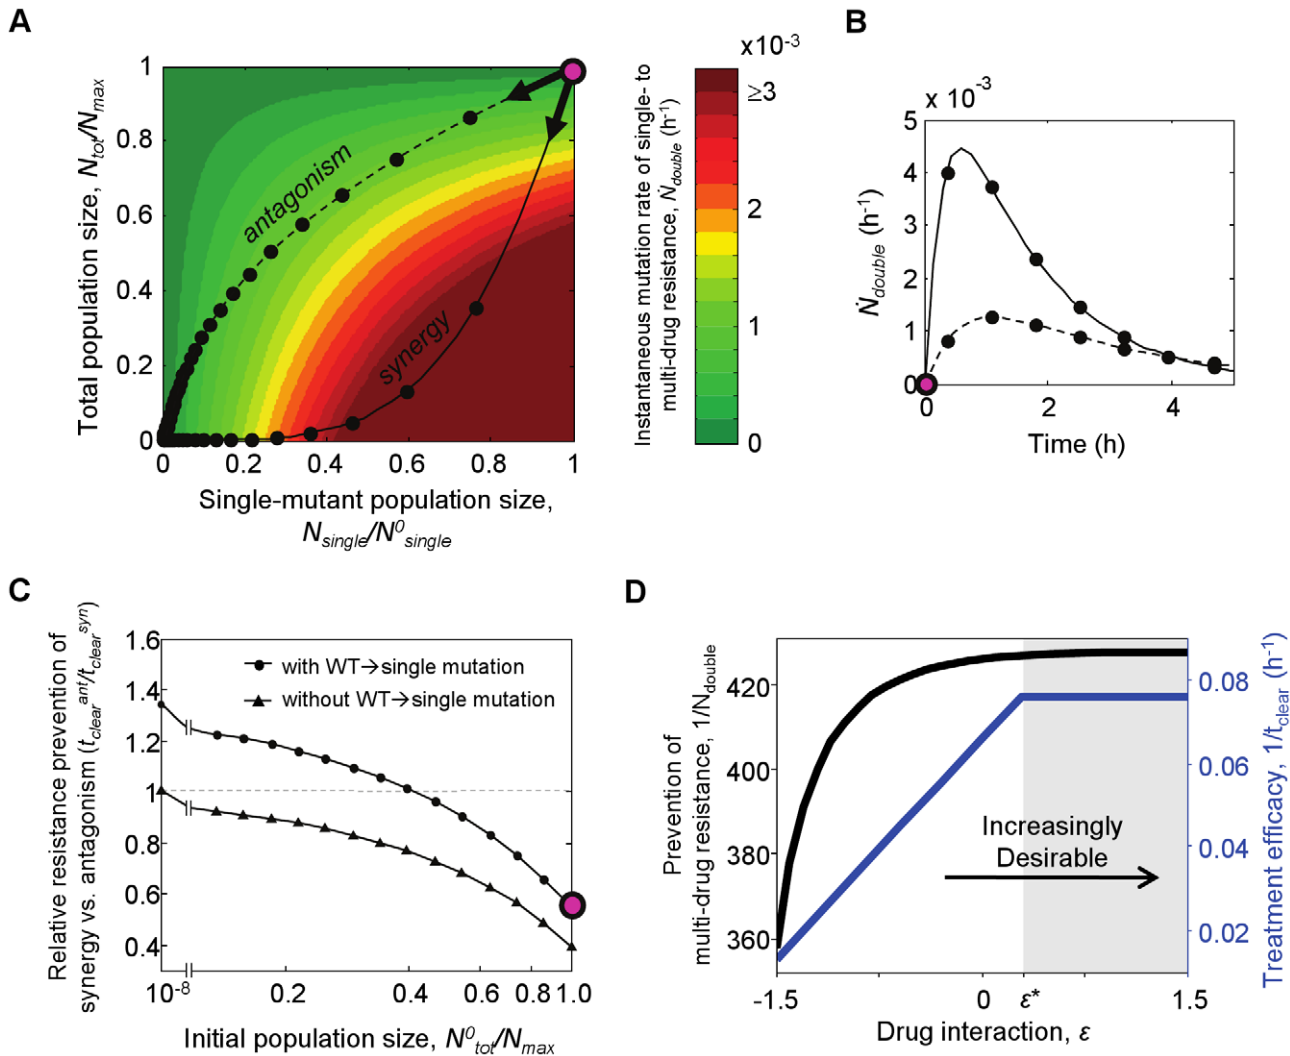 A
Total population size, Ntot/Nmax
1
0.8
0.6
0.4
0.2
0
0
0.2
0.4
0.6
0.8
1
antagonism
synergy
Single-mutant population size,
Nsingle/N0single
Instantaneous mutation rate of single- to
multi-drug resistance, Ṅdouble (h-1)
x10-3
≥3
2
1
0
B
x 10-3
Ṅdouble (h-1)
5
4
3
2
1
0
0
2
4
Time (h)
C
Relative resistance prevention of
synergy vs. antagonism (tclearant/tclearsyn)
1.6
1.4
1.2
1
0.8
0.6
0.4
with WT→single mutation
without WT→single mutation
10-8
0.2
0.4
0.6
0.8
1.0
Initial population size, N0tot/Nmax
D
Prevention of
multi-drug resistance, 1/Ndouble
420
400
380
360
Increasingly
Desirable
0.08
0.06
0.04
0.02
Treatment efficacy, 1/tclear (h-1)
-1.5
0
ε*
1.5
Drug interaction, ε